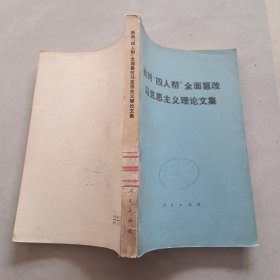 批判“四人帮”全面篡改
马克思主义理论文集
人民出版社
批判“四人帮”全面篡改马克思主义理论文集